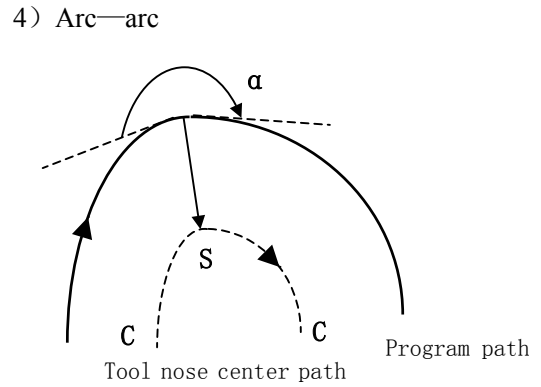 4）Arc—arc
α
S
C
C
Program path
Tool nose center path